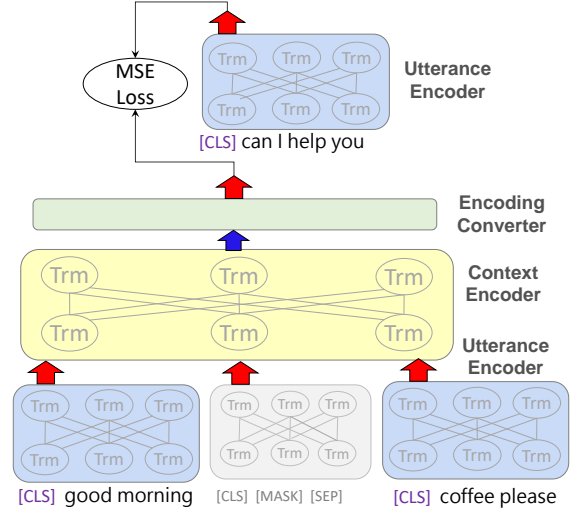 Trm Trm Trm
MSE
Loss
Utterance
Encoder
Trm Trm Trm
[CLS] can I help you
Encoding
Converter
Trm Trm Trm
Context
Encoder
Trm Trm Trm
Utterance
Encoder
Trm Trm Trm Trm Trm Trm Trm Trm Trm
Trm Trm Trm Trm Trm Trm Trm Trm Trm
[CLS] good morning
[CLS] [MASK] [SEP]
[CLS] coffee please